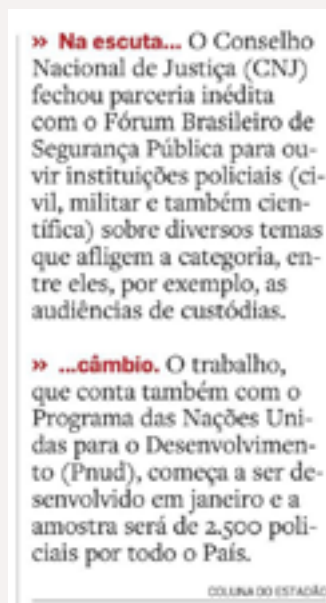 » Na escuta... O Conselho
Nacional de Justiça (CNJ)
fechou parceria inédita
com o Fórum Brasileiro de
Segurança Pública para ou-
vir instituições policiais (ci-
vil, militar e também cien-
tífica) sobre diversos temas
que afligem a categoria, en-
tre eles, por exemplo, as
audiências de custódias.
» ...câmbio. O trabalho,
que conta também com o
Programa das Nações Uni-
das para o Desenvolvimen-
to (Pnud), começa a ser de-
senvolvido em janeiro e a
amostra será de 2.500 poli-
ciais por todo o País.
COLUNA DO ESTADÃO